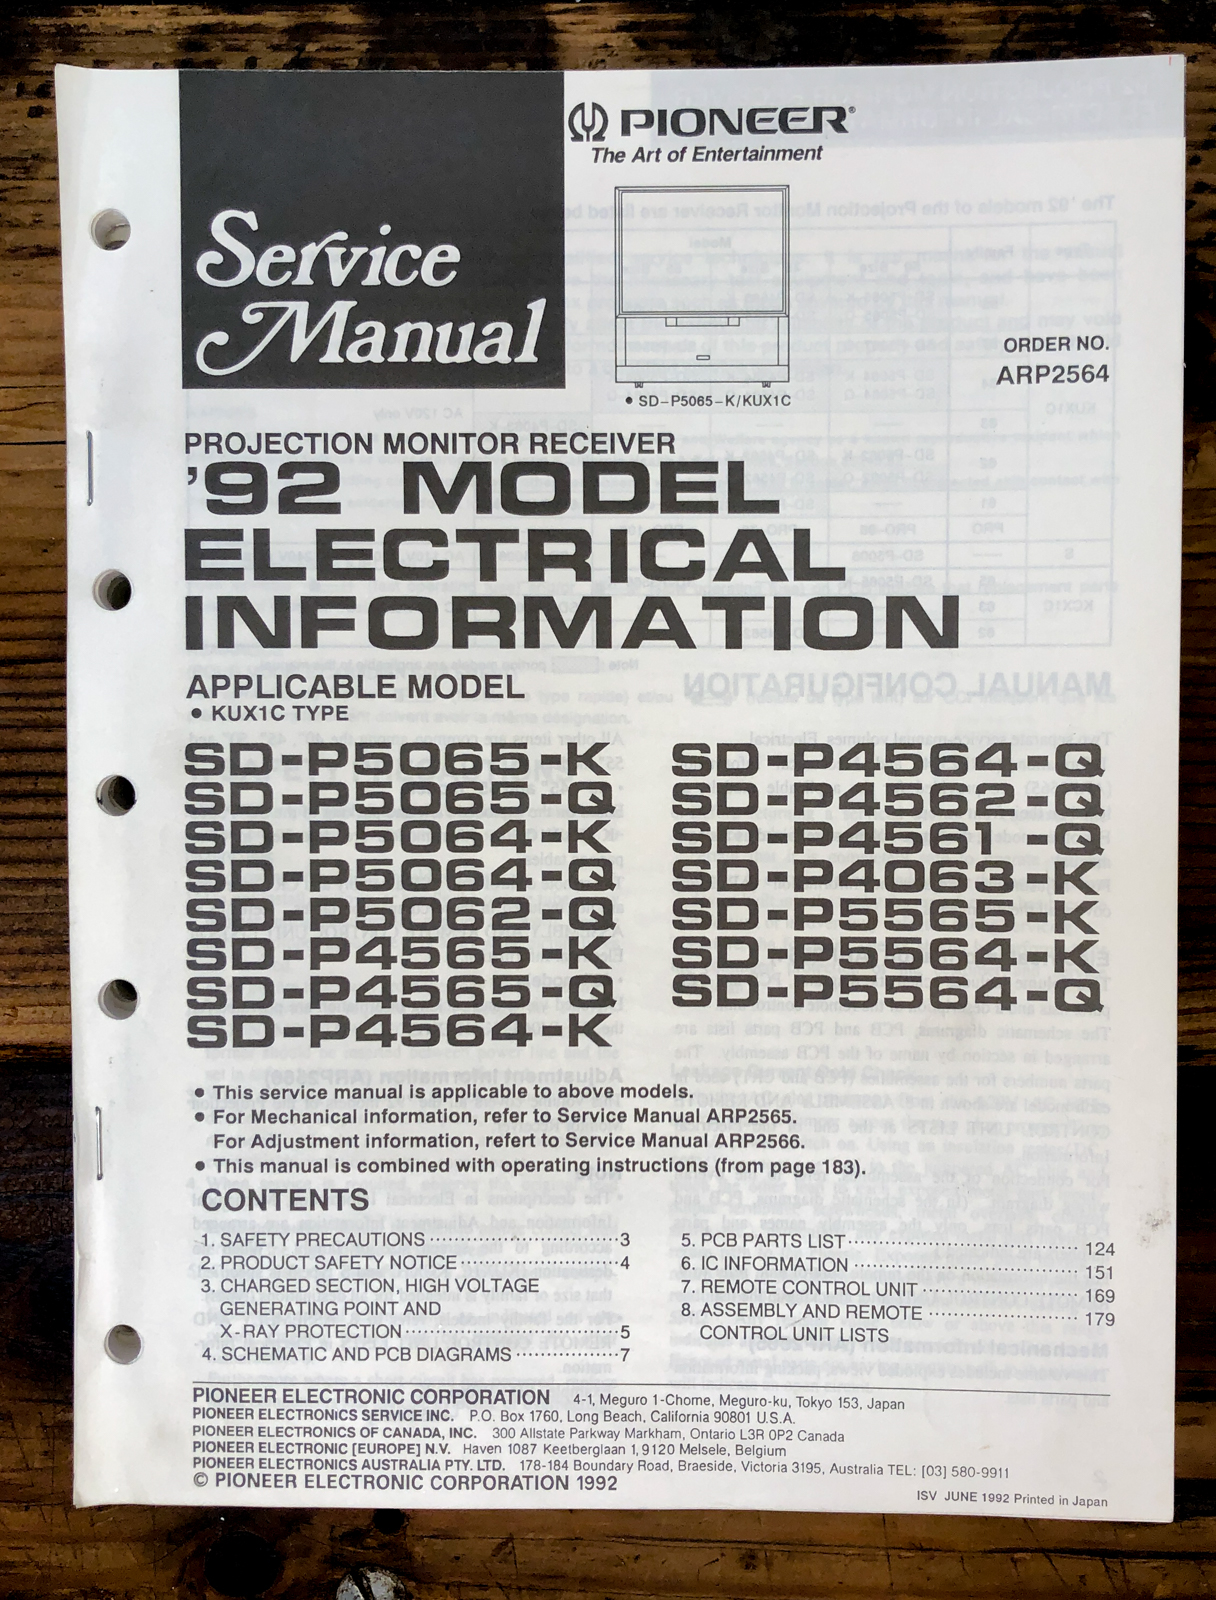 Service
Manual
PIONEER®
The Art of Entertainment
• SD-P5065-K/KUX1C
ORDER NO.
ARP2564
PROJECTION MONITOR RECEIVER
'92 MODEL
ELECTRICAL
INFORMATION
APPLICABLE MODEL
• KUX1C TYPE
SD-P5065-K
SD-P5065-Q
SD-P5064-K
SD-P5064-Q
SD-P5062-Q
SD-P4565-K
SD-P4565-Q
SD-P4564-K
SD-P4564-Q
SD-P4562-Q
SD-P4561-Q
SD-P4063-K
SD-P5565-K
SD-P5564-K
SD-P5564-Q
• This service manual is applicable to above models.
• For Mechanical information, refer to Service Manual ARP2565.
For Adjustment information, refert to Service Manual ARP2566.
• This manual is combined with operating instructions (from page 183).
CONTENTS
1. SAFETY PRECAUTIONS 3
2. PRODUCT SAFETY NOTICE 4
3. CHARGED SECTION, HIGH VOLTAGE
GENERATING POINT AND
X-RAY PROTECTION 5
4. SCHEMATIC AND PCB DIAGRAMS 7
5. PCB PARTS LIST 124
6. IC INFORMATION 151
7. REMOTE CONTROL UNIT 169
8. ASSEMBLY AND REMOTE 179
CONTROL UNIT LISTS
PIONEER ELECTRONIC CORPORATION 4-1, Meguro 1-Chome, Meguro-ku, Tokyo 153, Japan
PIONEER ELECTRONICS SERVICE INC. P.O. Box 1760, Long Beach, California 90801 U.S.A.
PIONEER ELECTRONICS OF CANADA, INC. 300 Allstate Parkway Markham, Ontario L3R 0P2 Canada
PIONEER ELECTRONIC [EUROPE] N.V. Haven 1087 Keetberglaan 1, 9120 Melsele, Belgium
PIONEER ELECTRONICS AUSTRALIA PTY. LTD. 178-184 Boundary Road, Braeside, Victoria 3195, Australia TEL: [03] 580-9911
© PIONEER ELECTRONIC CORPORATION 1992
ISV JUNE 1992 Printed in Japan